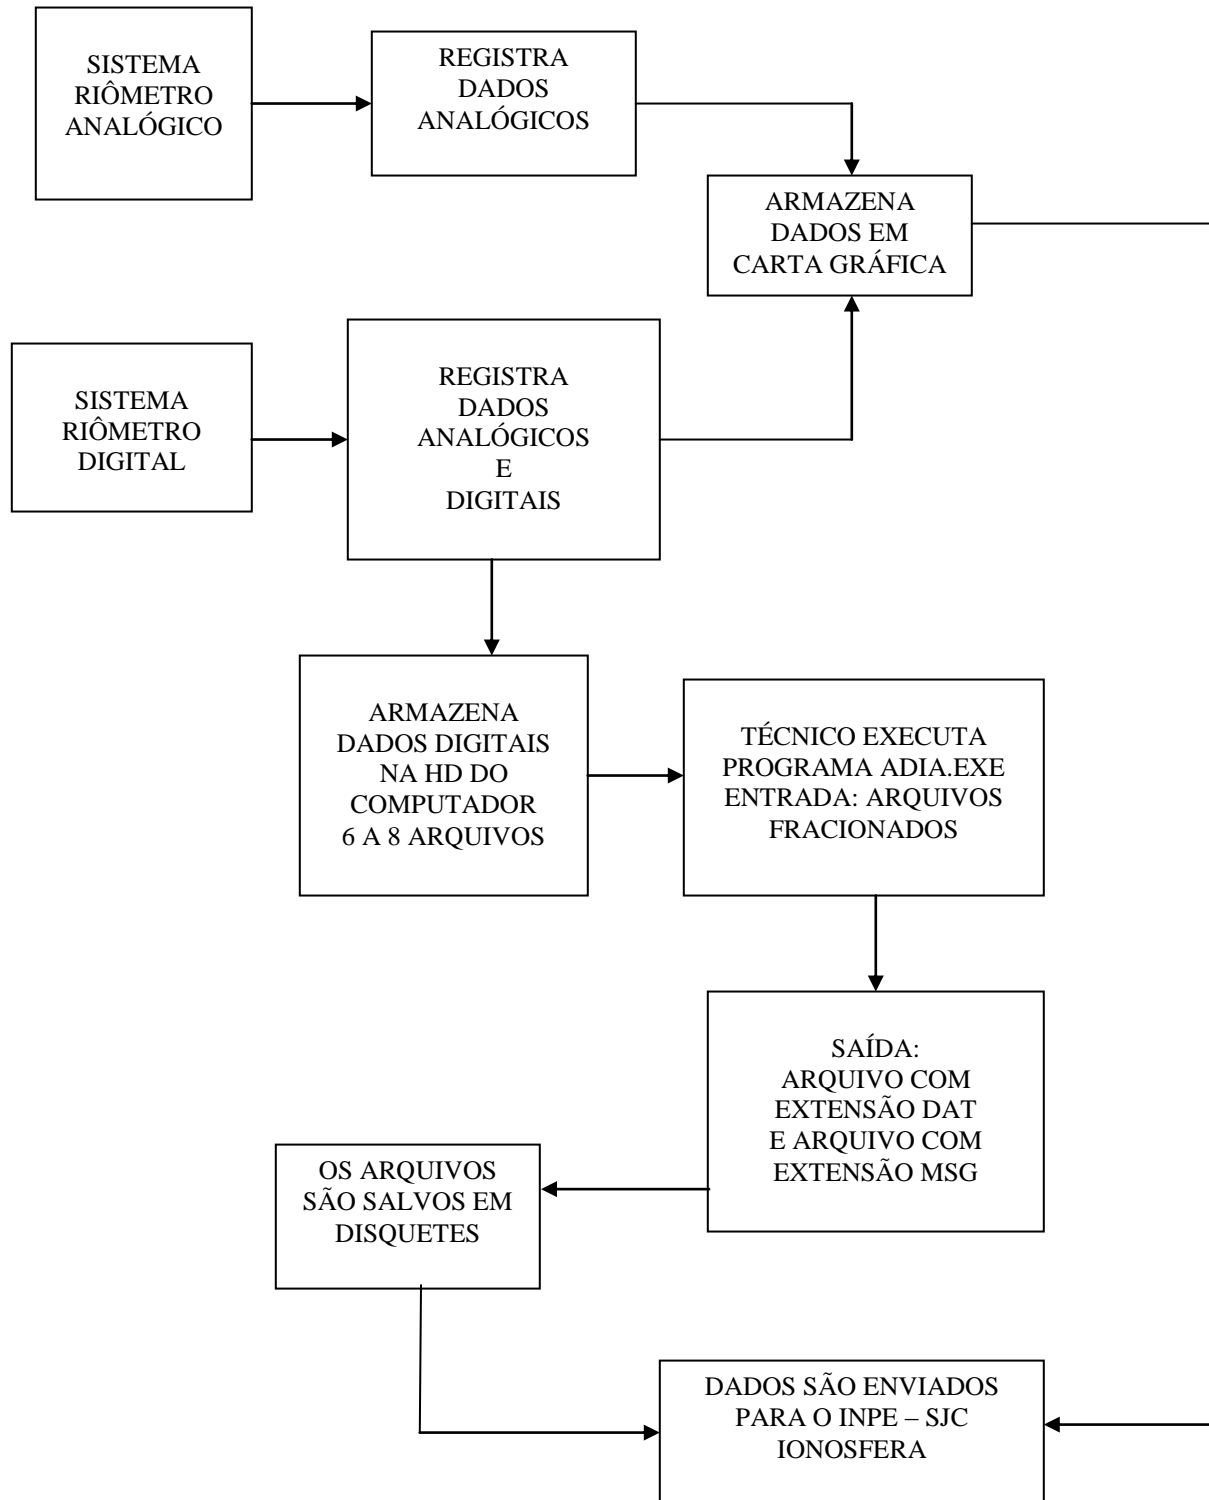 SISTEMA
RIÔMETRO
ANALÓGICO
REGISTRA
DADOS
ANALÓGICOS
ARMAZENA
DADOS EM
CARTA GRÁFICA
SISTEMA
RIÔMETRO
DIGITAL
REGISTRA
DADOS
ANALÓGICOS
E
DIGITAIS
ARMAZENA
DADOS DIGITAIS
NA HD DO
COMPUTADOR
6 A 8 ARQUIVOS
TÉCNICO EXECUTA
PROGRAMA ADIA.EXE
ENTRADA: ARQUIVOS
FRACIONADOS
SAÍDA:
ARQUIVO COM
EXTENSÃO DAT
E ARQUIVO COM
EXTENSÃO MSG
OS ARQUIVOS
SÃO SALVOS EM
DISQUETES
DADOS SÃO ENVIADOS
PARA O INPE – SJC
IONOSFERA